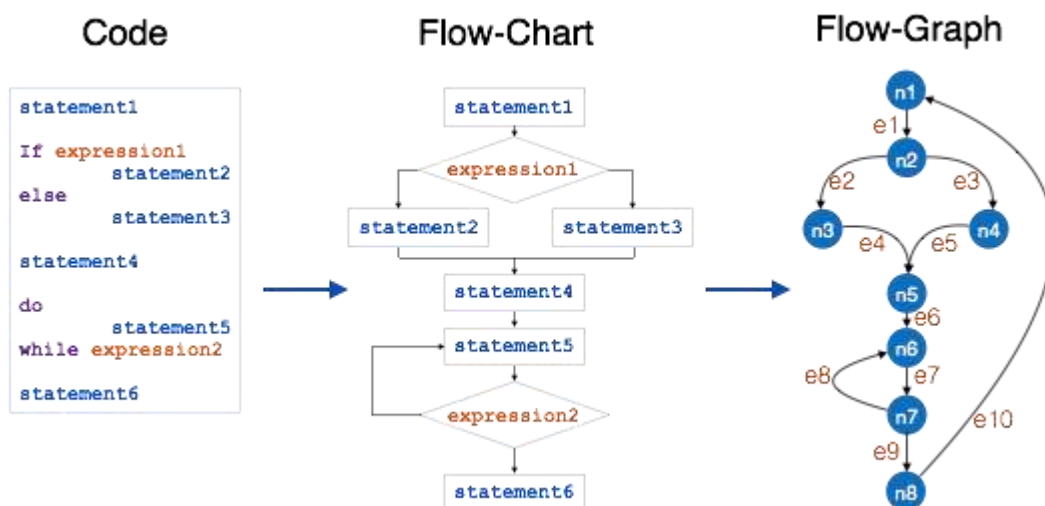 Code
statement1
If expression1
statement2
else
statement3
statement4
do
statement5
while expression2
statement6
Flow-Chart
statement1
expression1
statement2
statement3
statement4
statement5
expression2
statement6
Flow-Graph
n1
e1
n2
e2
e3
n3
n4
e4
e5
n5
e6
n6
e8
e7
n7
e9
e10
n8